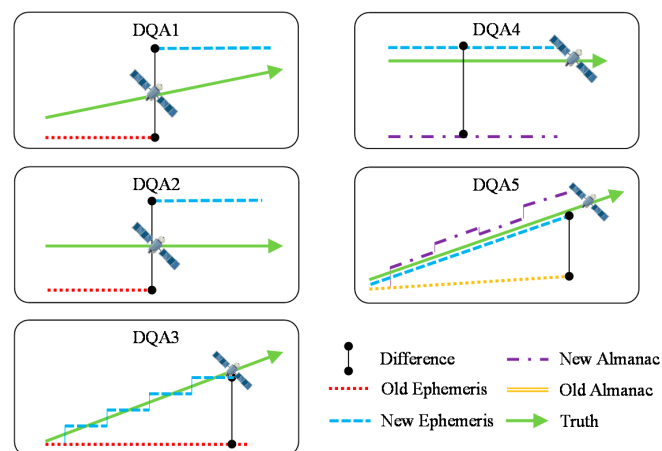 DQA1
DQA4
DQA2
DQA5
DQA3
Difference
Old Ephemeris
New Ephemeris
New Almanac
Old Almanac
Truth